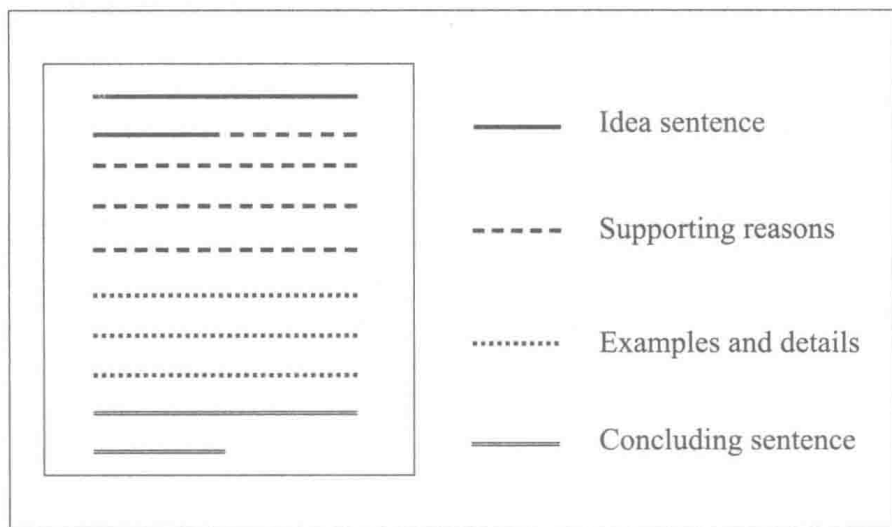 Idea sentence
Supporting reasons
Examples and details
Concluding sentence